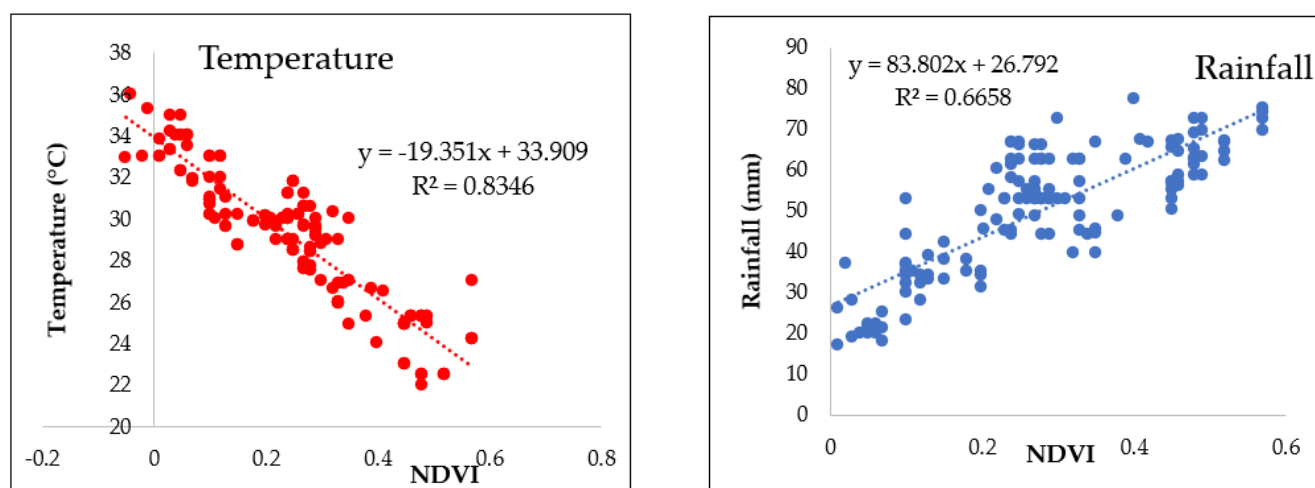 Temperature
y = -19.351x + 33.909
R² = 0.8346
Temperature (°C)
38
36
34
32
30
28
26
24
22
20
-0.2 0 0.2 0.4 0.6 0.8
NDVI
Rainfall
y = 83.802x + 26.792
R² = 0.6658
Rainfall (mm)
90
80
70
60
50
40
30
20
10
0
0 0.2 0.4 0.6
NDVI